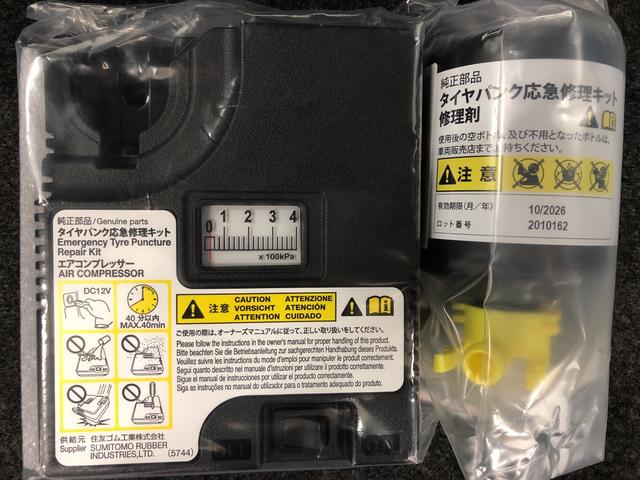 0 1 2 3 4
x 100kPa
純正部品/Genuine parts
タイヤパンク応急修理キット
Emergency Tyre Puncture
Repair Kit
エアコンプレッサー
AIR COMPRESSOR
DC12V
40 分以内
MAX.40min
注意
CAUTION ATTENZIONE
VORSICHT ATENCIÓN
ATTENTION CUIDADO
ご使用の際は、オーナーズマニュアルに従って、正しい取り扱いをしてください。
Please follow the instructions in the owner's manual for proper handling of this product.
Bitte beachten Sie die Betriebsanleitung zur sachgerechten Handhabung dieses Produkts.
Veuillez suivre les instructions du mode d'emploi pour manipuler le produit correctement.
Segui quanto descritto nel manuale d'istruzioni per utilizzare il prodotto correttamente.
Sigue el manual de instrucciones por utilizar el producto correctamente.
Siga as instruções no manual do utilizador para o tratamento adequado do produto.
供給元 住友ゴム工業株式会社
Supplier SUMITOMO RUBBER
INDUSTRIES,LTD. (5744)
純正部品
タイヤパンク応急修理キット
修理剤
使用後の空ボトル、及び不用となったボトルは、
車両販売店までお持ちください。
注意
有効期限(月/年) 10/2026
ロット番号 2010162